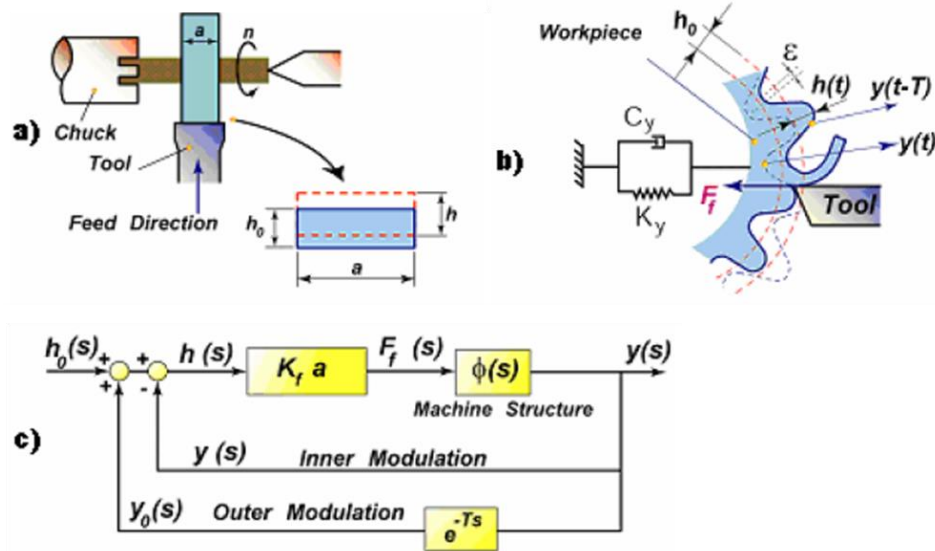 a)
a
n
Chuck
Tool
Feed Direction
h₀
h
a
b)
Workpiece
h₀
ε
h(t)
y(t-T)
y(t)
Cy
Ky
Ff
Tool
c)
h₀(s)
+
+
+
-
h (s)
Kf a
Ff (s)
ϕ(s)
Machine Structure
y(s)
y (s)
Inner Modulation
y₀(s)
Outer Modulation
e-Ts